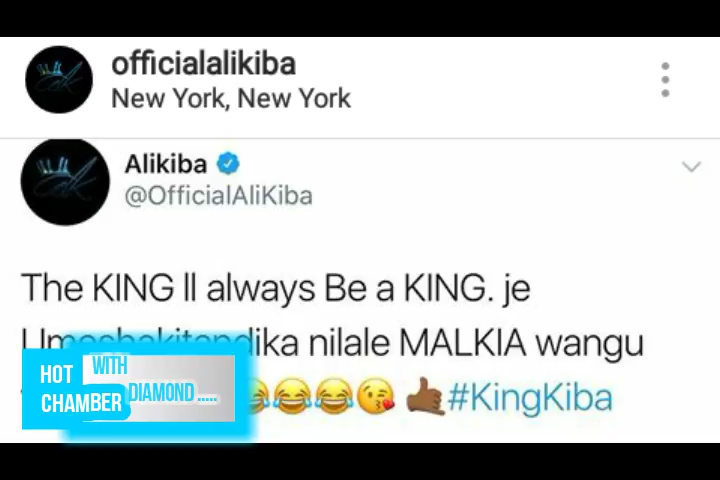 officialalikiba
New York, New York
Alikiba
@OfficialAliKiba
The KING ll always Be a KING. je
nilale MALKIA wangu
😂😂😘 🤙🏾#KingKiba
HOT CHAMBER
WITH DIAMOND.....